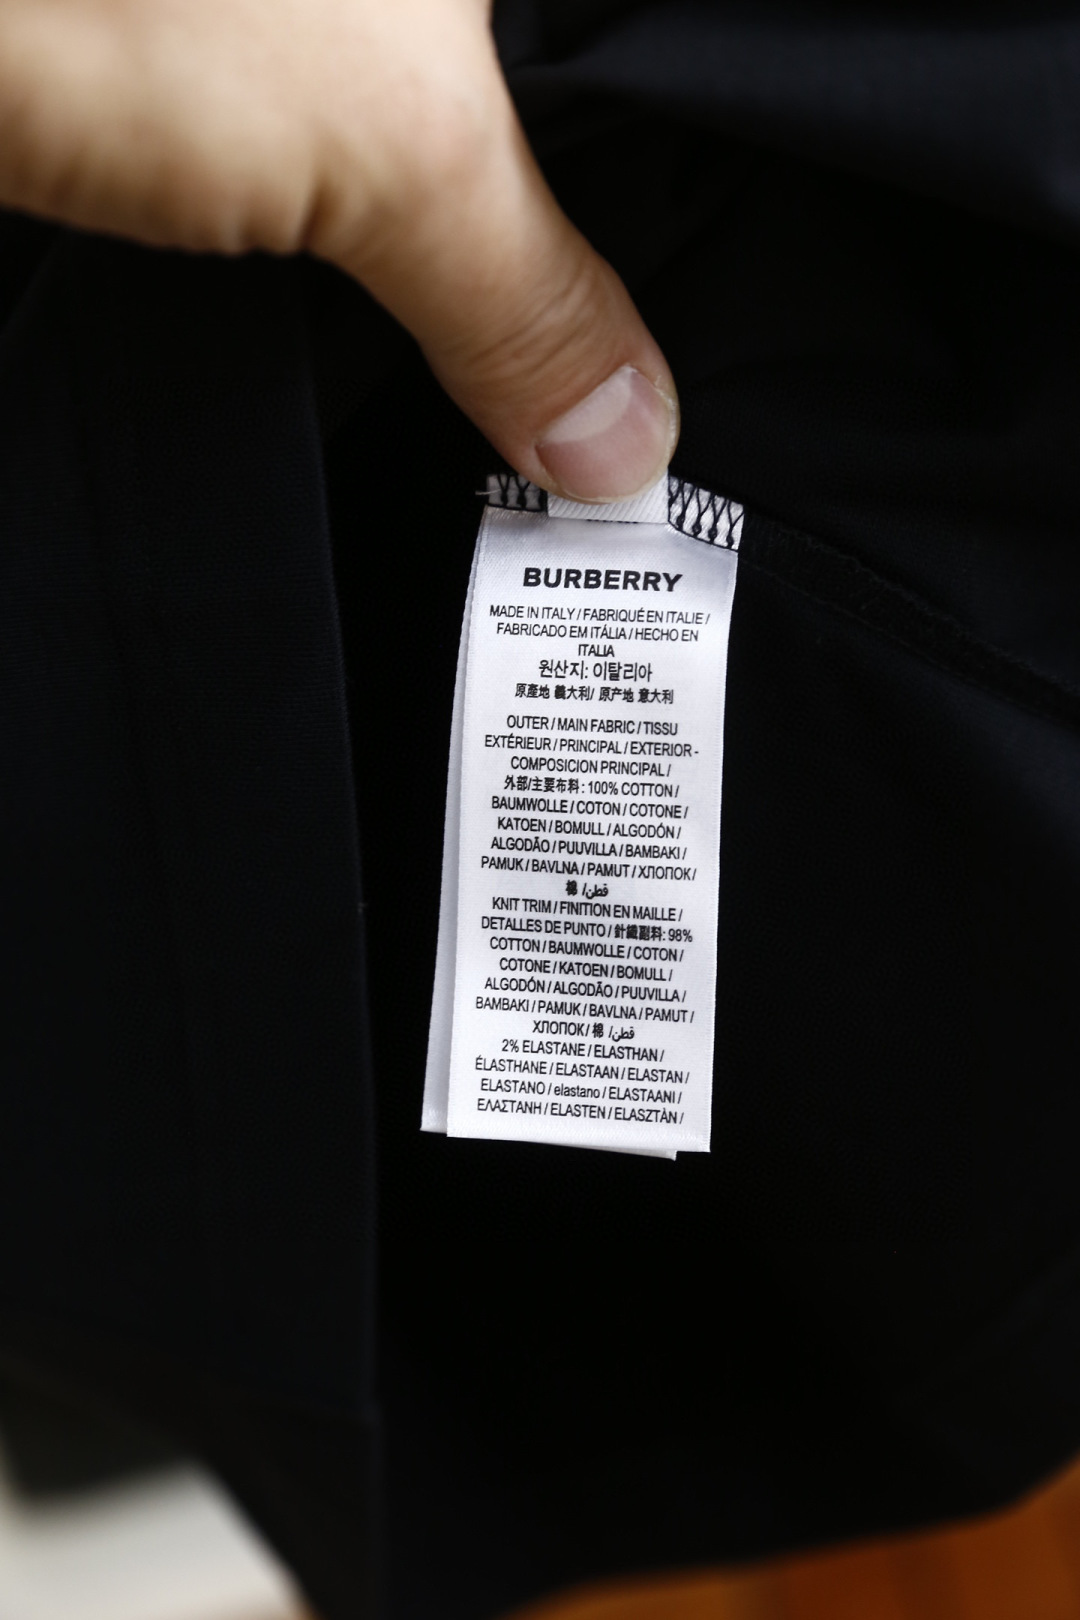 BURBERRY
MADE IN ITALY / FABRIQUÉ EN ITALIE /
FABRICADO EM ITÁLIA / HECHO EN
ITALIA
원산지: 이탈리아
原產地 義大利/ 原产地 意大利
OUTER / MAIN FABRIC / TISSU
EXTÉRIEUR / PRINCIPAL / EXTERIOR -
COMPOSICION PRINCIPAL /
外部/主要布料: 100% COTTON /
BAUMWOLLE / COTON / COTONE /
KATOEN / BOMULL / ALGODÓN /
ALGODÃO / PUUVILLA / BAMBAKI /
PAMUK / BAVLNA / PAMUT / ХЛОПОК /
棉 /قطن
KNIT TRIM / FINITION EN MAILLE /
DETALLES DE PUNTO / 針織副料: 98%
COTTON / BAUMWOLLE / COTON /
COTONE / KATOEN / BOMULL /
ALGODÓN / ALGODÃO / PUUVILLA /
BAMBAKI / PAMUK / BAVLNA / PAMUT /
ХЛОПОК / 棉 /قطن
2% ELASTANE / ELASTHAN /
ÉLASTHANE / ELASTAAN / ELASTAN /
ELASTANO / elastano / ELASTAANI /
ΕΛΑΣΤΑΝΗ / ELASTEN / ELASZTÀN /